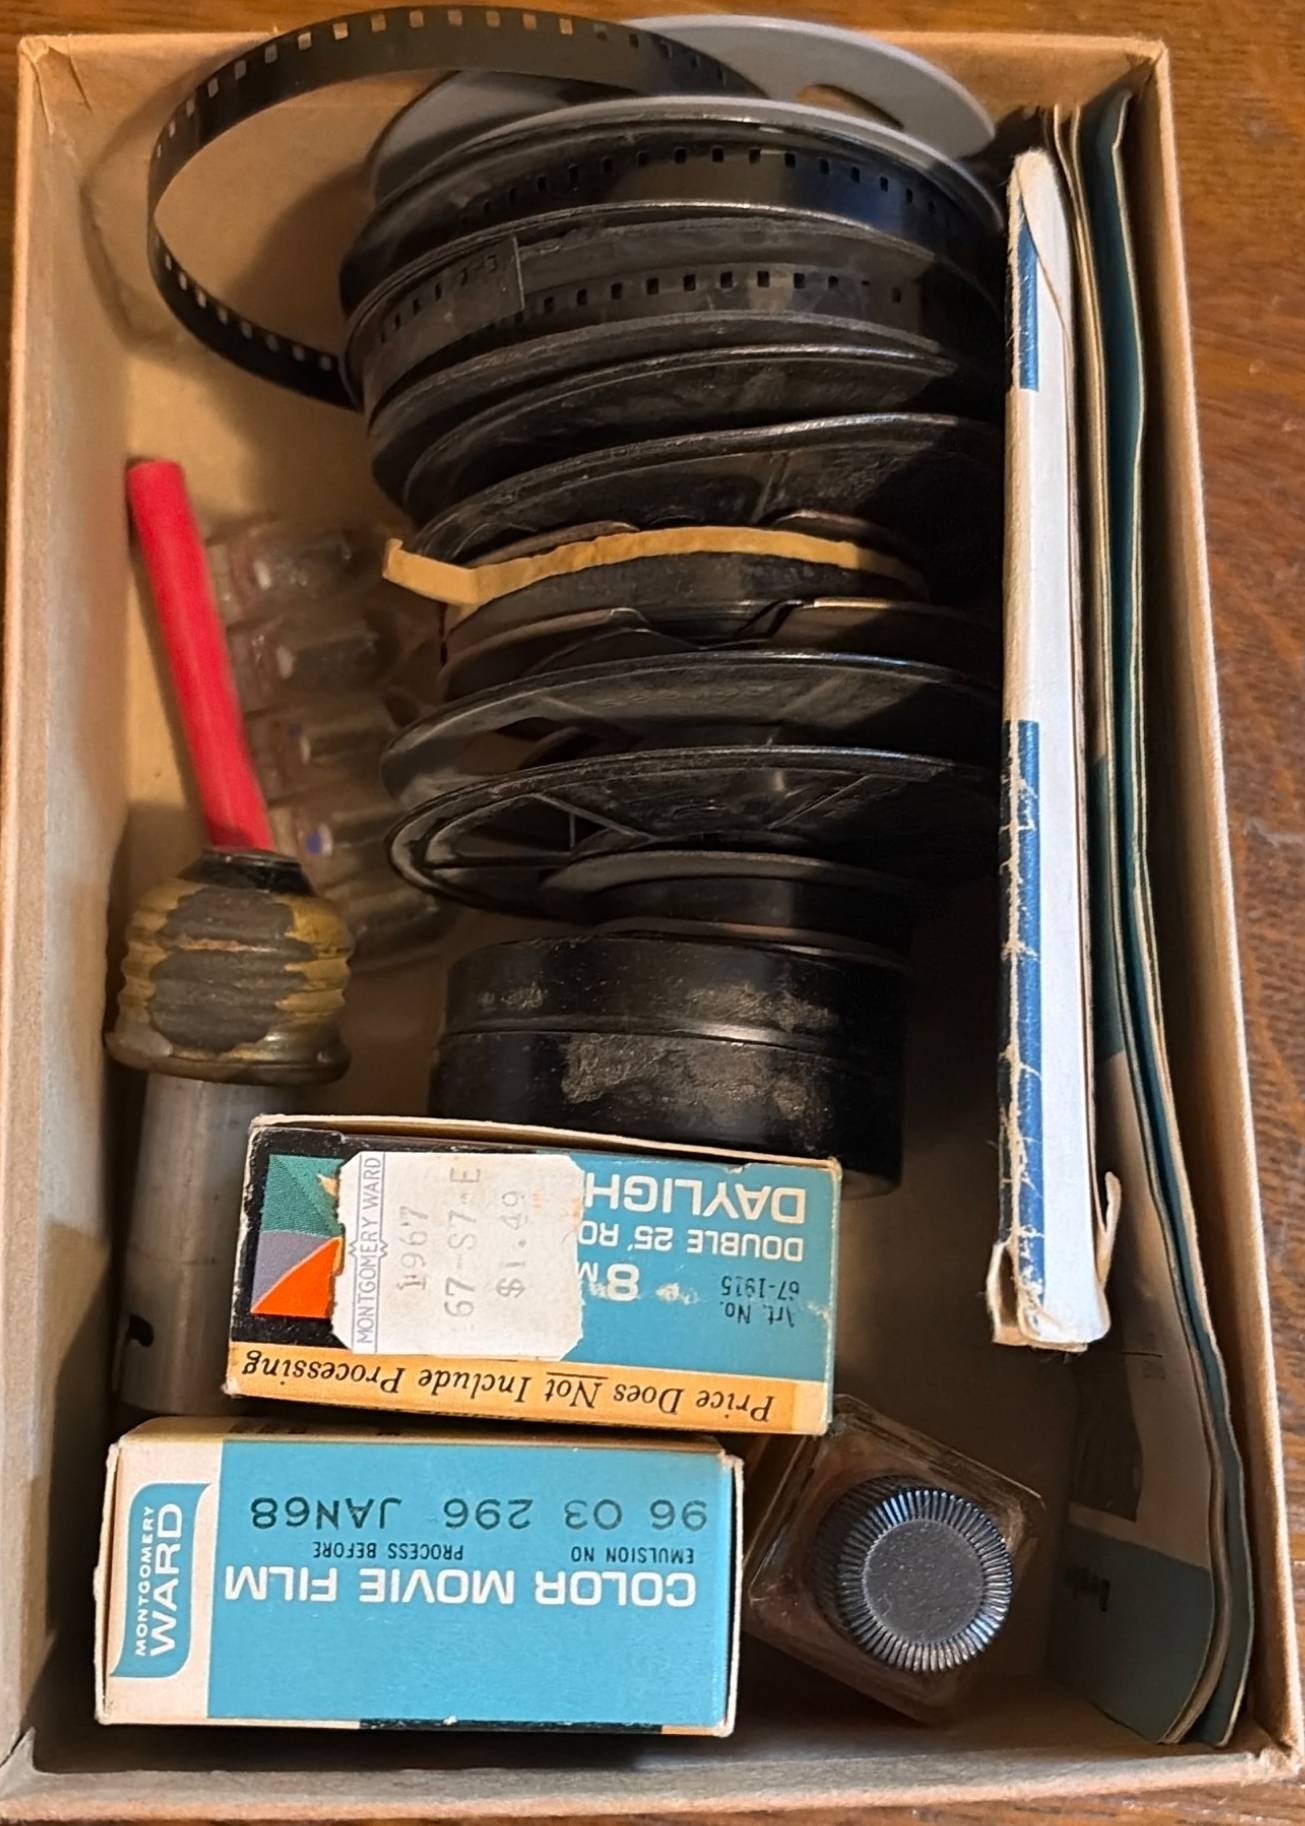 DAYLIGH
DOUBLE 25' RO
8 M
Art. No.
67-1915
Price Does Not Include Processing
MONTGOMERY WARD
1967
67-S7-E
$1.49
MONTGOMERY
WARD
COLOR MOVIE FILM
EMULSION NO PROCESS BEFORE
96 03 296 JAN68